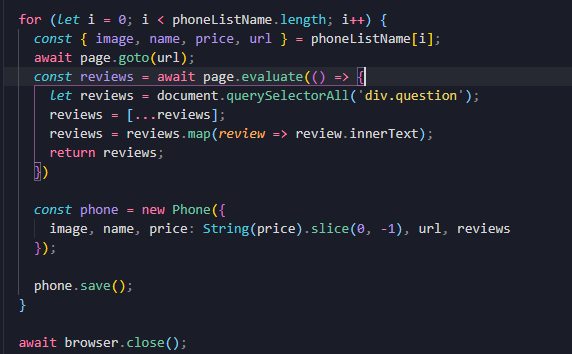 for (let i = 0; i < phoneListName.length; i++) {
const { image, name, price, url } = phoneListName[i];
await page.goto(url);
const reviews = await page.evaluate(() => {
let reviews = document.querySelectorAll('div.question');
reviews = [...reviews];
reviews = reviews.map(review => review.innerText);
return reviews;
})
const phone = new Phone({
image, name, price: String(price).slice(0, -1), url, reviews
});
phone.save();
}
await browser.close();